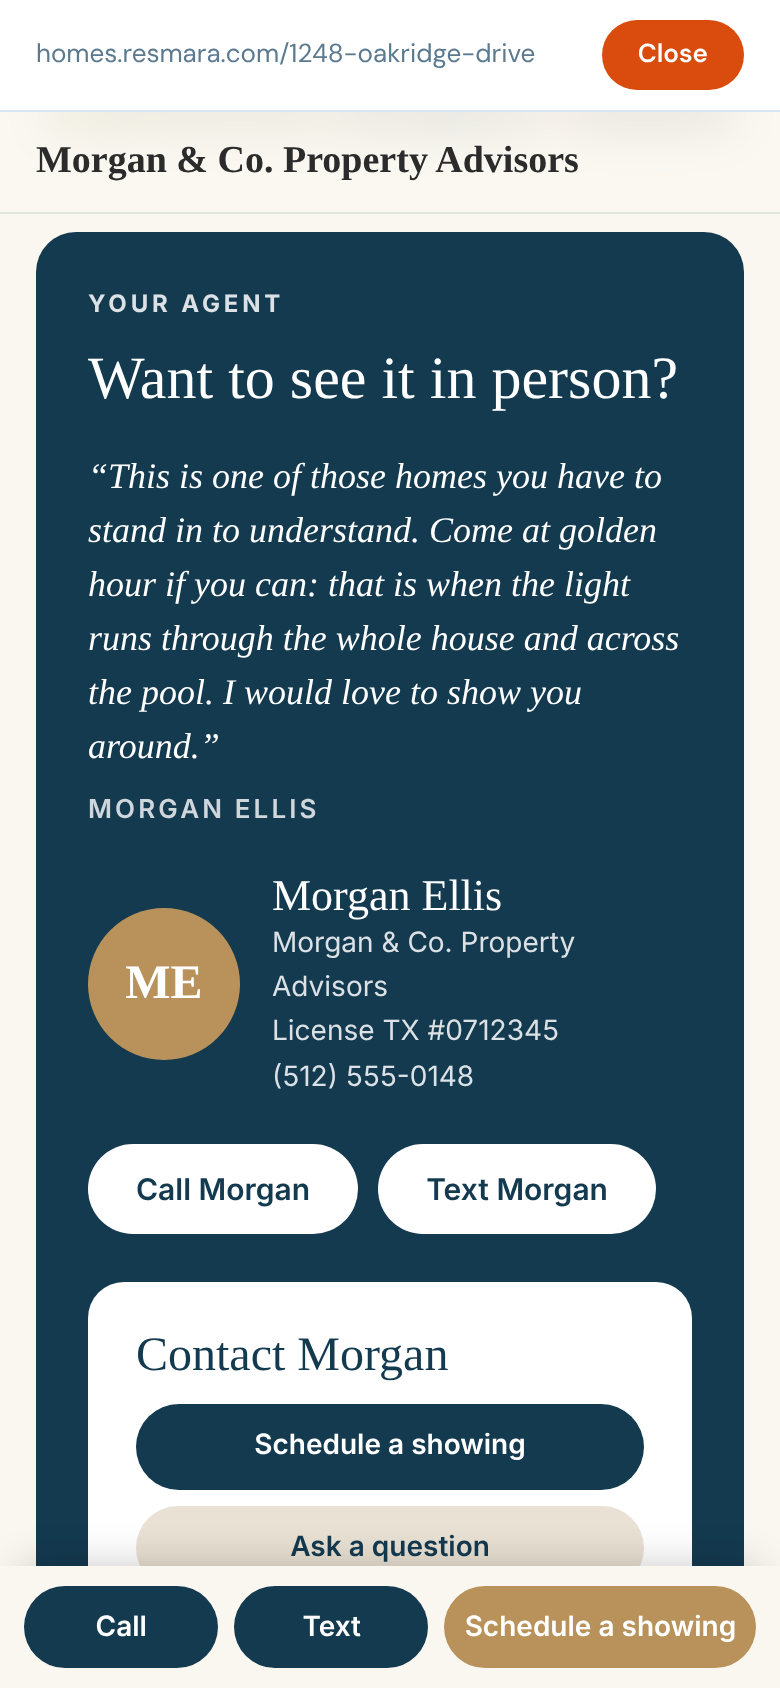 homes.resmara.com/1248-oakridge-drive
Close
Morgan & Co. Property Advisors
YOUR AGENT
Want to see it in person?
“This is one of those homes you have to
stand in to understand. Come at golden
hour if you can: that is when the light
runs through the whole house and across
the pool. I would love to show you
around.”
MORGAN ELLIS
ME
Morgan Ellis
Morgan & Co. Property
Advisors
License TX #0712345
(512) 555-0148
Call Morgan
Text Morgan
Contact Morgan
Schedule a showing
Ask a question
Call
Text
Schedule a showing